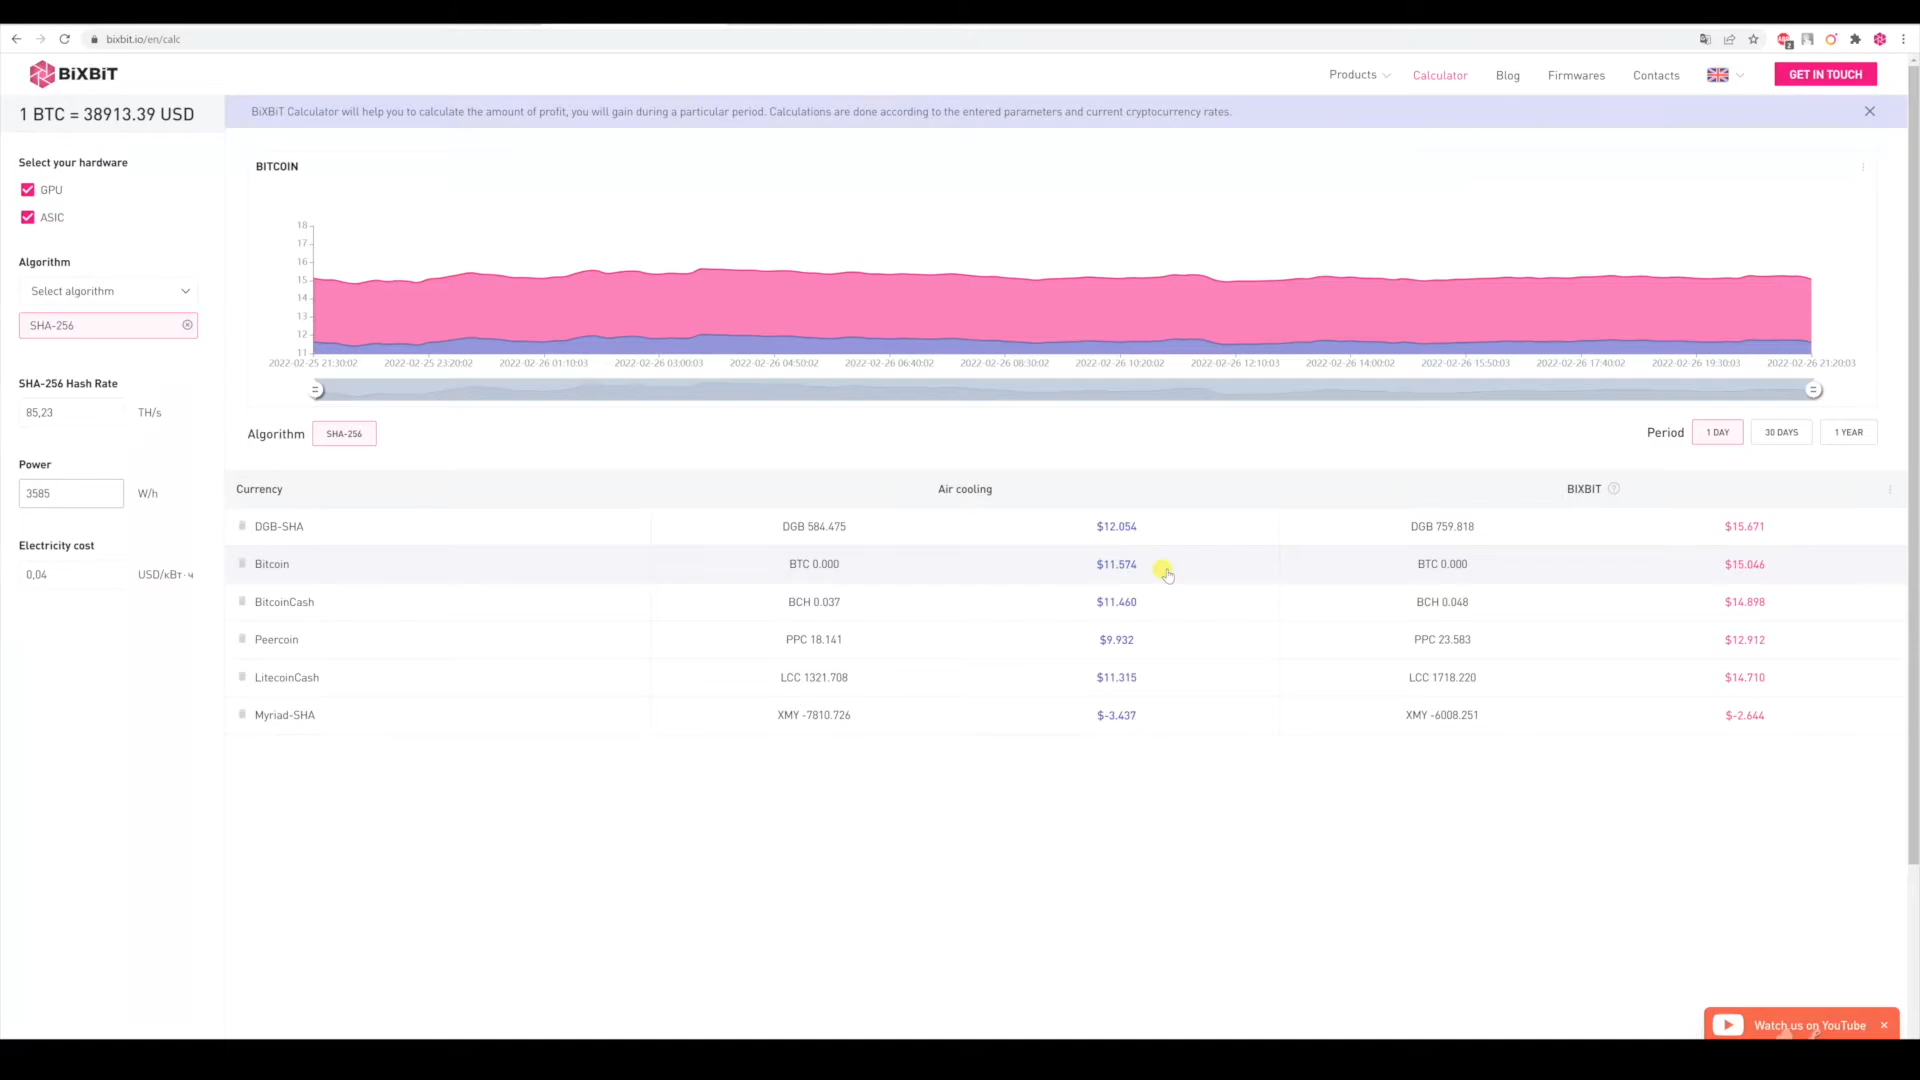 bixbit.io/en/calc
2
BiXBiT
Products
Calculator
Blog
Firmwares
Contacts
GET IN TOUCH
1 BTC = 38913.39 USD
BiXBiT Calculator will help you to calculate the amount of profit, you will gain during a particular period. Calculations are done according to the entered parameters and current cryptocurrency rates.
Select your hardware
GPU
ASIC
Algorithm
Select algorithm
SHA-256
SHA-256 Hash Rate
85,23 TH/s
Power
3585 W/h
Electricity cost
0,04 USD/кВт·ч
BITCOIN
18
17
16
15
14
13
12
11
2022-02-25 21:30:02 2022-02-25 23:20:02 2022-02-26 01:10:03 2022-02-26 03:00:03 2022-02-26 04:50:02 2022-02-26 06:40:02 2022-02-26 08:30:02 2022-02-26 10:20:02 2022-02-26 12:10:03 2022-02-26 14:00:02 2022-02-26 15:50:03 2022-02-26 17:40:02 2022-02-26 19:30:03 2022-02-26 21:20:03
Algorithm SHA-256 Period 1 DAY 30 DAYS 1 YEAR
Currency Air cooling BIXBIT ?
DGB-SHA DGB 584.475 $12.054 DGB 759.818 $15.671
Bitcoin BTC 0.000 $11.574 BTC 0.000 $15.046
BitcoinCash BCH 0.037 $11.460 BCH 0.048 $14.898
Peercoin PPC 18.141 $9.932 PPC 23.583 $12.912
LitecoinCash LCC 1321.708 $11.315 LCC 1718.220 $14.710
Myriad-SHA XMY -7810.726 $-3.437 XMY -6008.251 $-2.644
Watch us on YouTube